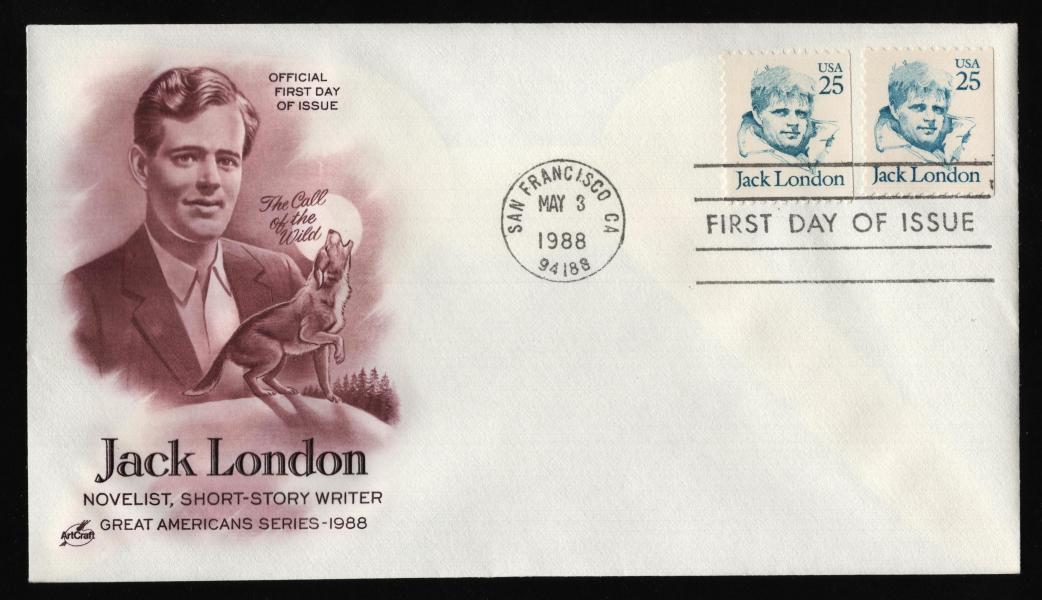 OFFICIAL
FIRST DAY
OF ISSUE
The Call
of the
Wild
Jack London
NOVELIST, SHORT-STORY WRITER
GREAT AMERICANS SERIES-1988
ArtCraft
SAN FRANCISCO CA
MAY 3
1988
94188
USA
25
Jack London
USA
25
Jack London
FIRST DAY OF ISSUE